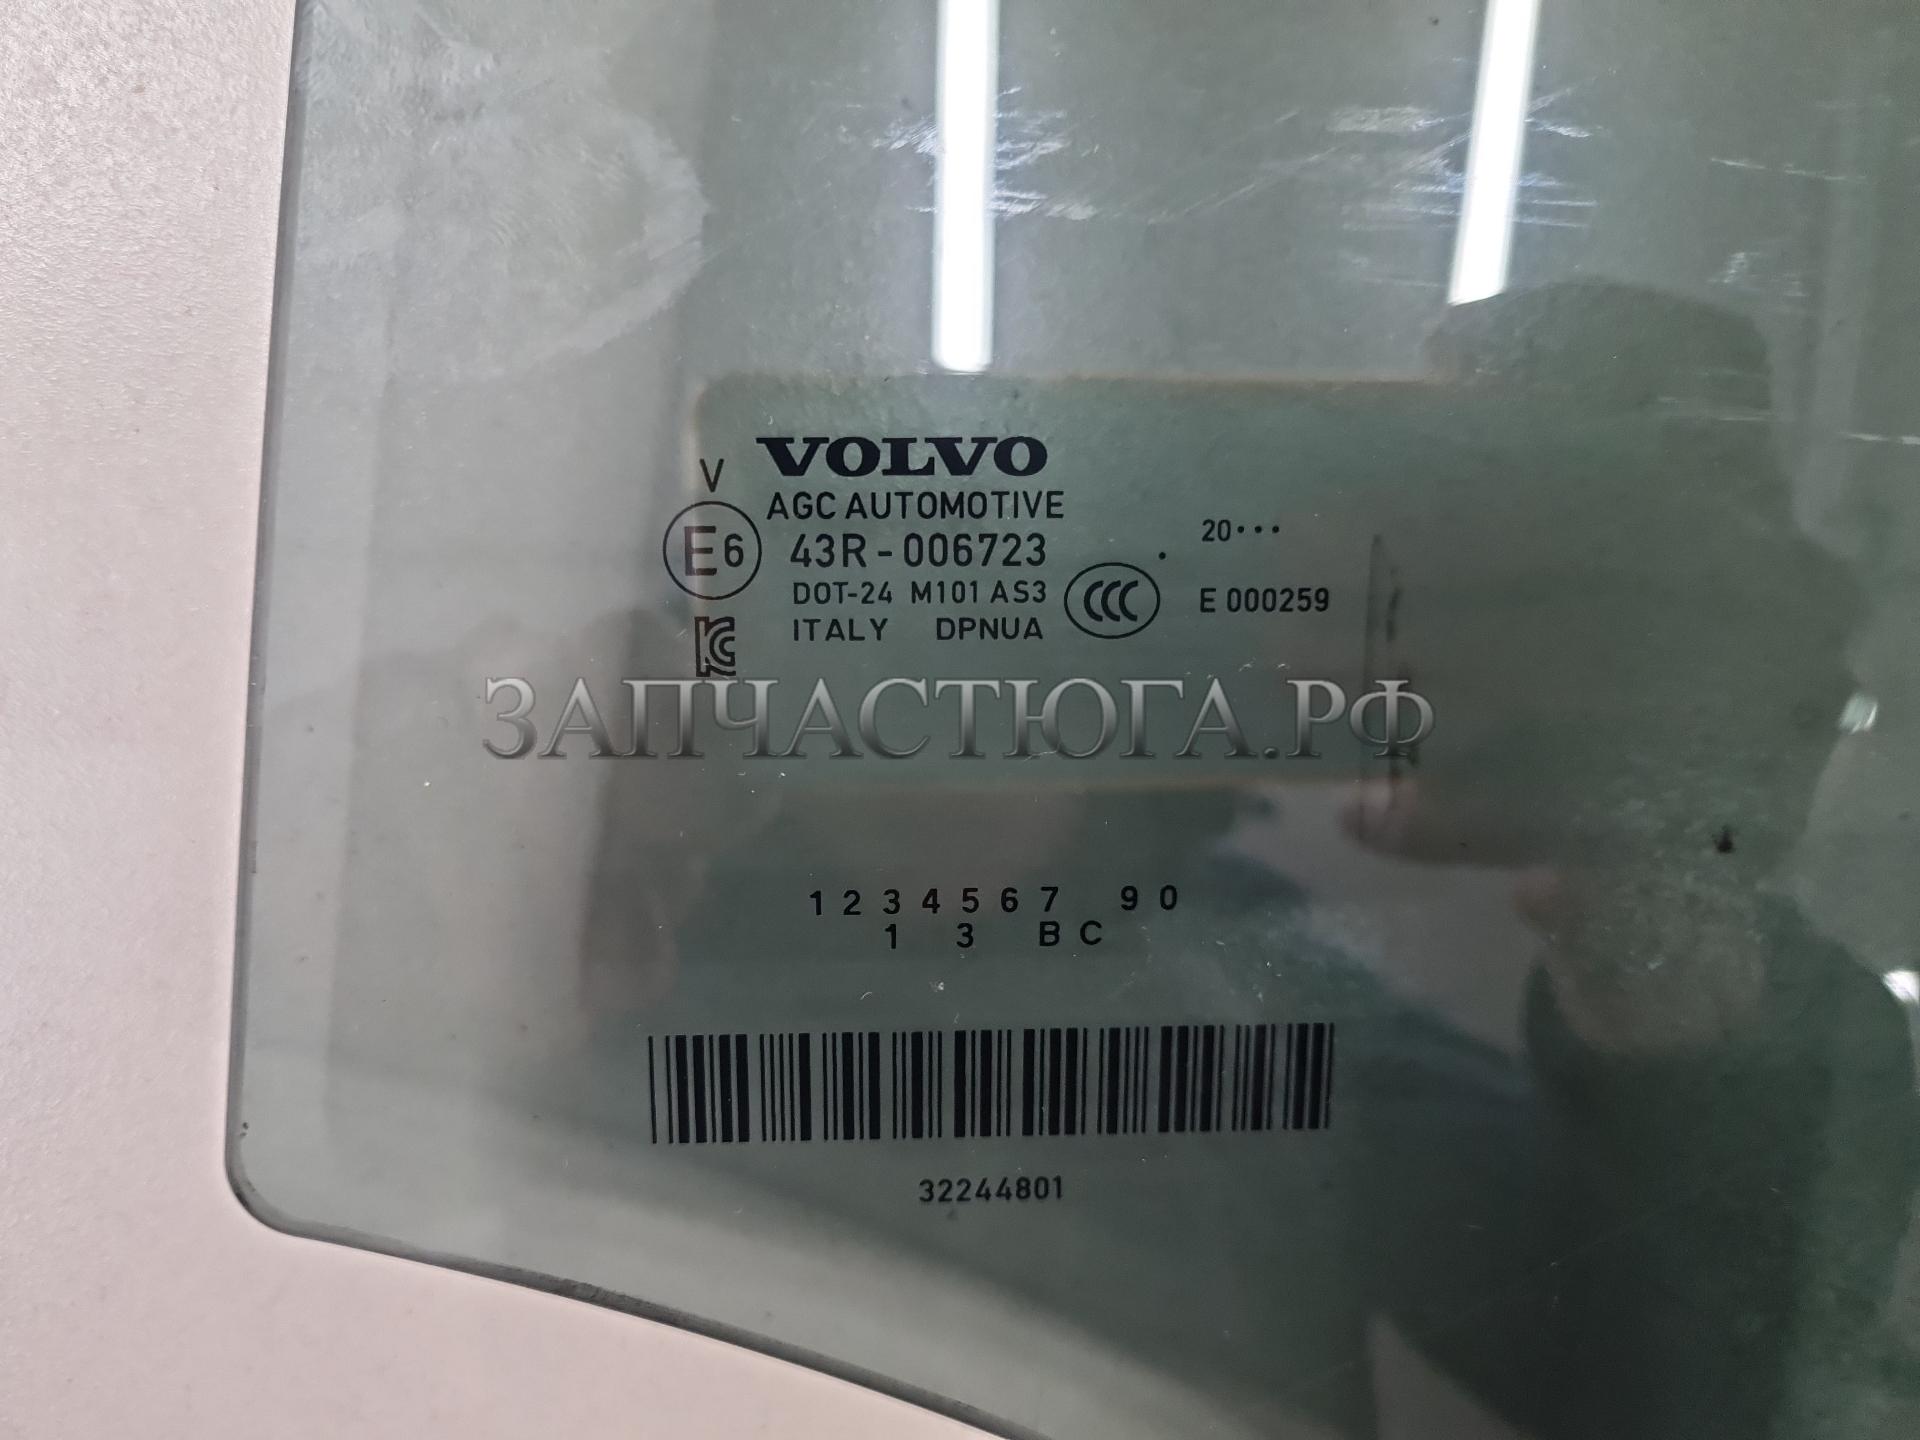 V
VOLVO
AGC AUTOMOTIVE
E6 43R-006723
DOT-24 M101 AS3
ITALY DPNUA
CCC
20•••
.
E 000259
KC
ЗАПЧАСТЮГА.РФ
1 2 3 4 5 6 7 9 0
1 3 B C
32244801